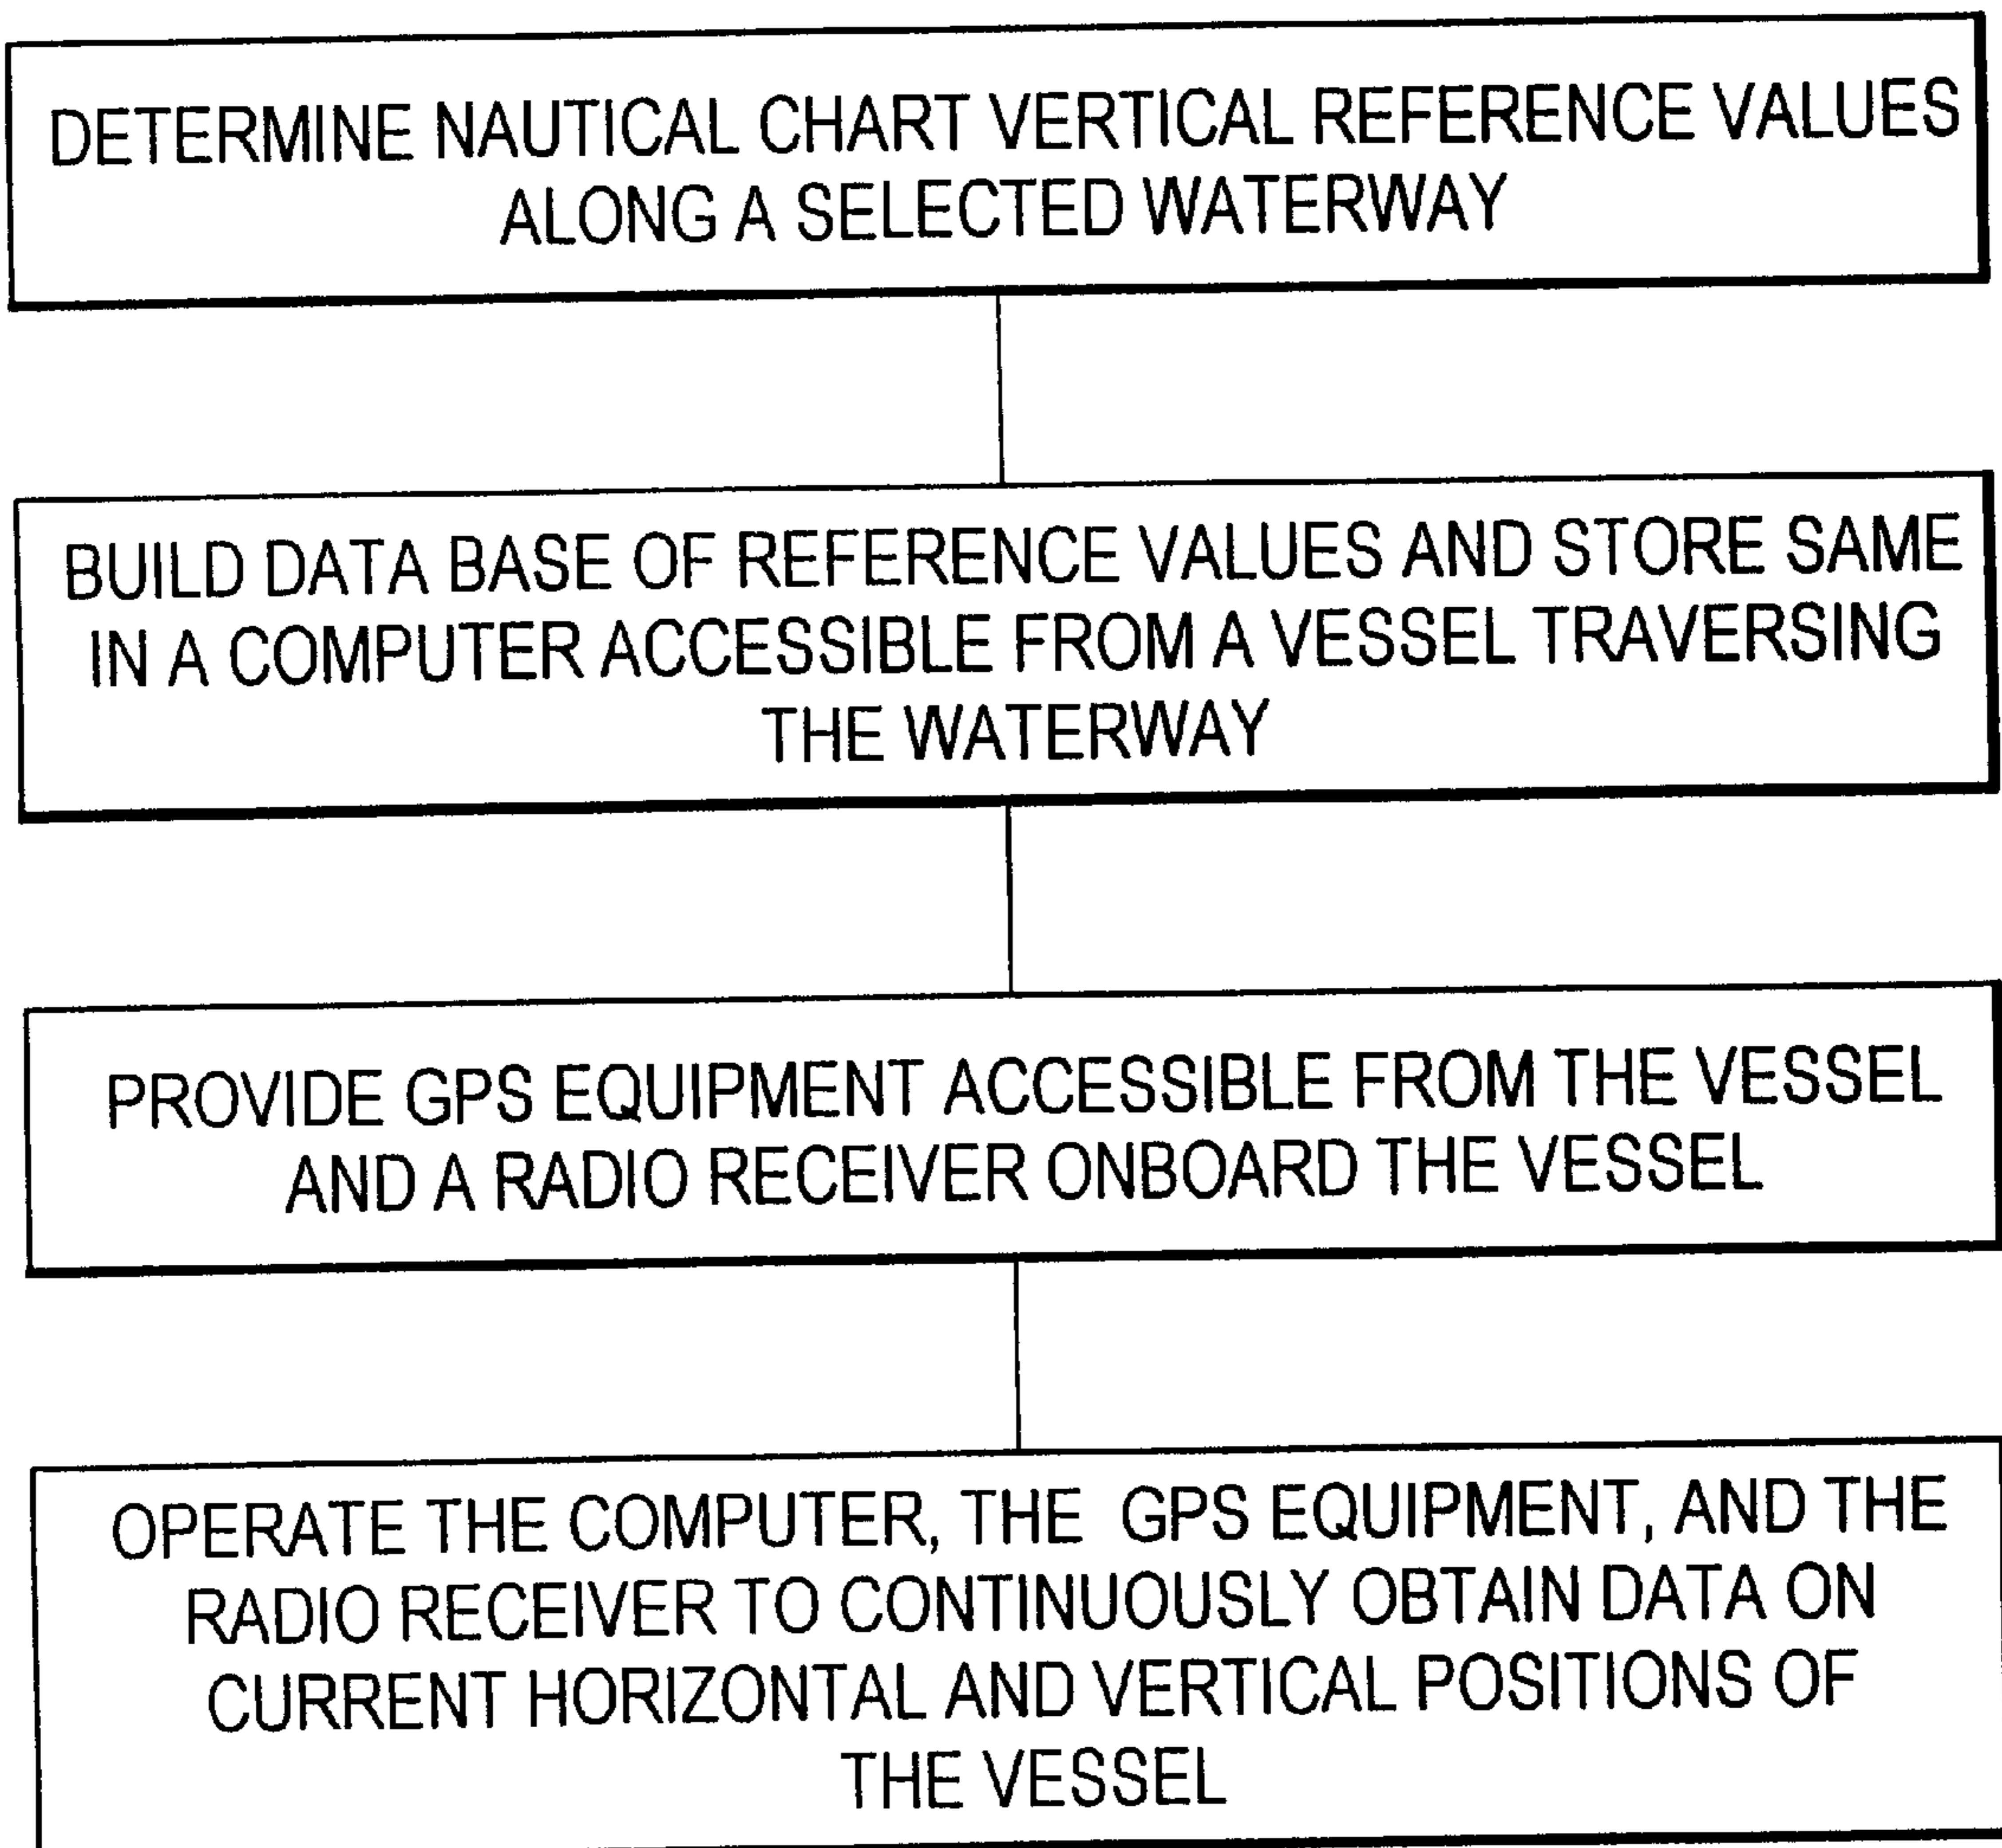 DETERMINE NAUTICAL CHART VERTICAL REFERENCE VALUES
ALONG A SELECTED WATERWAY
BUILD DATA BASE OF REFERENCE VALUES AND STORE SAME
IN A COMPUTER ACCESSIBLE FROM A VESSEL TRAVERSING
THE WATERWAY
PROVIDE GPS EQUIPMENT ACCESSIBLE FROM THE VESSEL
AND A RADIO RECEIVER ONBOARD THE VESSEL
OPERATE THE COMPUTER, THE GPS EQUIPMENT, AND THE
RADIO RECEIVER TO CONTINUOUSLY OBTAIN DATA ON
CURRENT HORIZONTAL AND VERTICAL POSITIONS OF
THE VESSEL